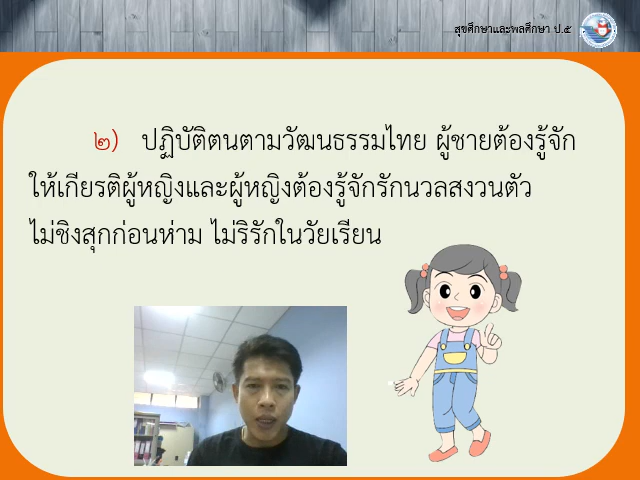 สุขศึกษาและพลศึกษา ป.๕
๒) ปฏิบัติตนตามวัฒนธรรมไทย ผู้ชายต้องรู้จัก
ให้เกียรติผู้หญิงและผู้หญิงต้องรู้จักรักนวลสงวนตัว
ไม่ชิงสุกก่อนห่าม ไม่ริรักในวัยเรียน